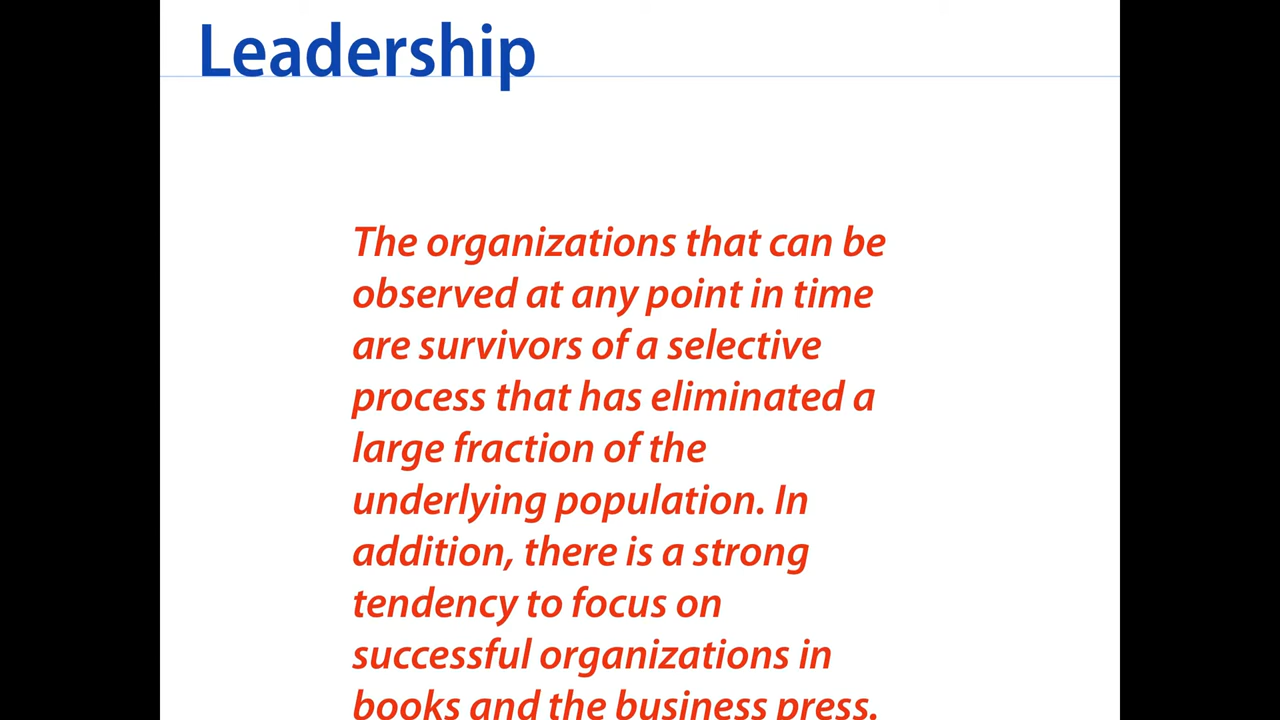 Leadership
The organizations that can be
observed at any point in time
are survivors of a selective
process that has eliminated a
large fraction of the
underlying population. In
addition, there is a strong
tendency to focus on
successful organizations in
books and the business press.